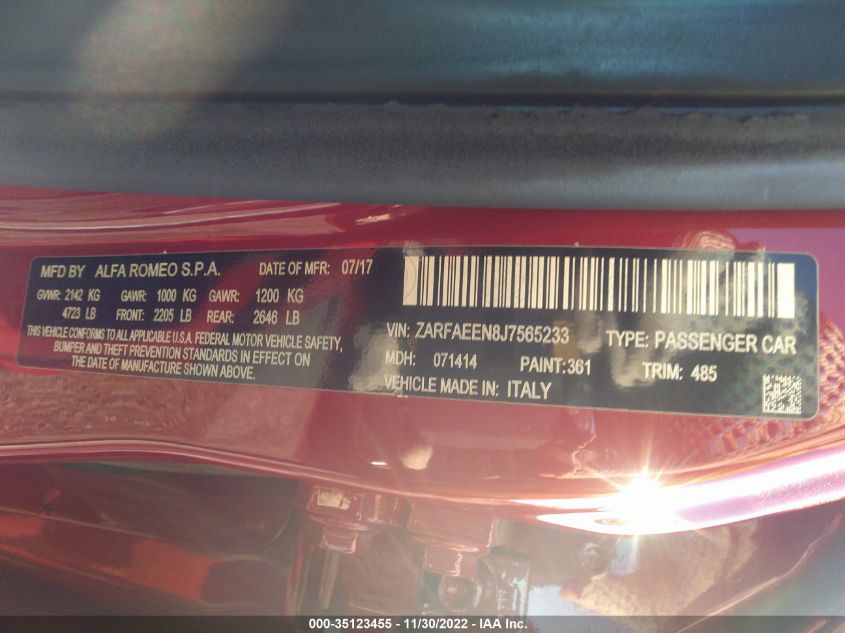 MFD BY ALFA ROMEO S.P.A. DATE OF MFR: 07/17
GVWR: 2142 KG GAWR: 1000 KG GAWR: 1200 KG
4723 LB FRONT: 2205 LB REAR: 2646 LB
THIS VEHICLE CONFORMS TO ALL APPLICABLE U.S.A. FEDERAL MOTOR VEHICLE SAFETY,
BUMPER AND THEFT PREVENTION STANDARDS IN EFFECT ON
THE DATE OF MANUFACTURE SHOWN ABOVE.
VIN: ZARFAEEN8J7565233 TYPE: PASSENGER CAR
MDH: 071414 PAINT:361 TRIM: 485
VEHICLE MADE IN: ITALY
000-35123455 - 11/30/2022 - IAA Inc.